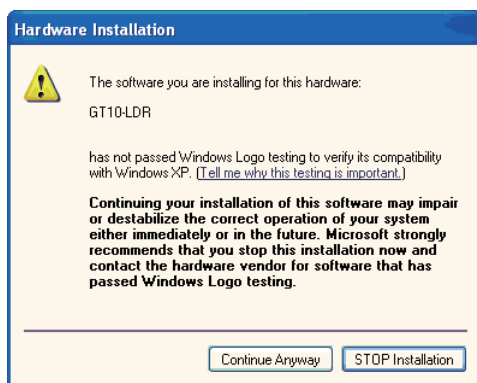 Hardware Installation
The software you are installing for this hardware:
GT10-LDR
has not passed Windows Logo testing to verify its compatibility
with Windows XP. (Tell me why this testing is important.)
Continuing your installation of this software may impair
or destabilize the correct operation of your system
either immediately or in the future. Microsoft strongly
recommends that you stop this installation now and
contact the hardware vendor for software that has
passed Windows Logo testing.
Continue Anyway
STOP Installation